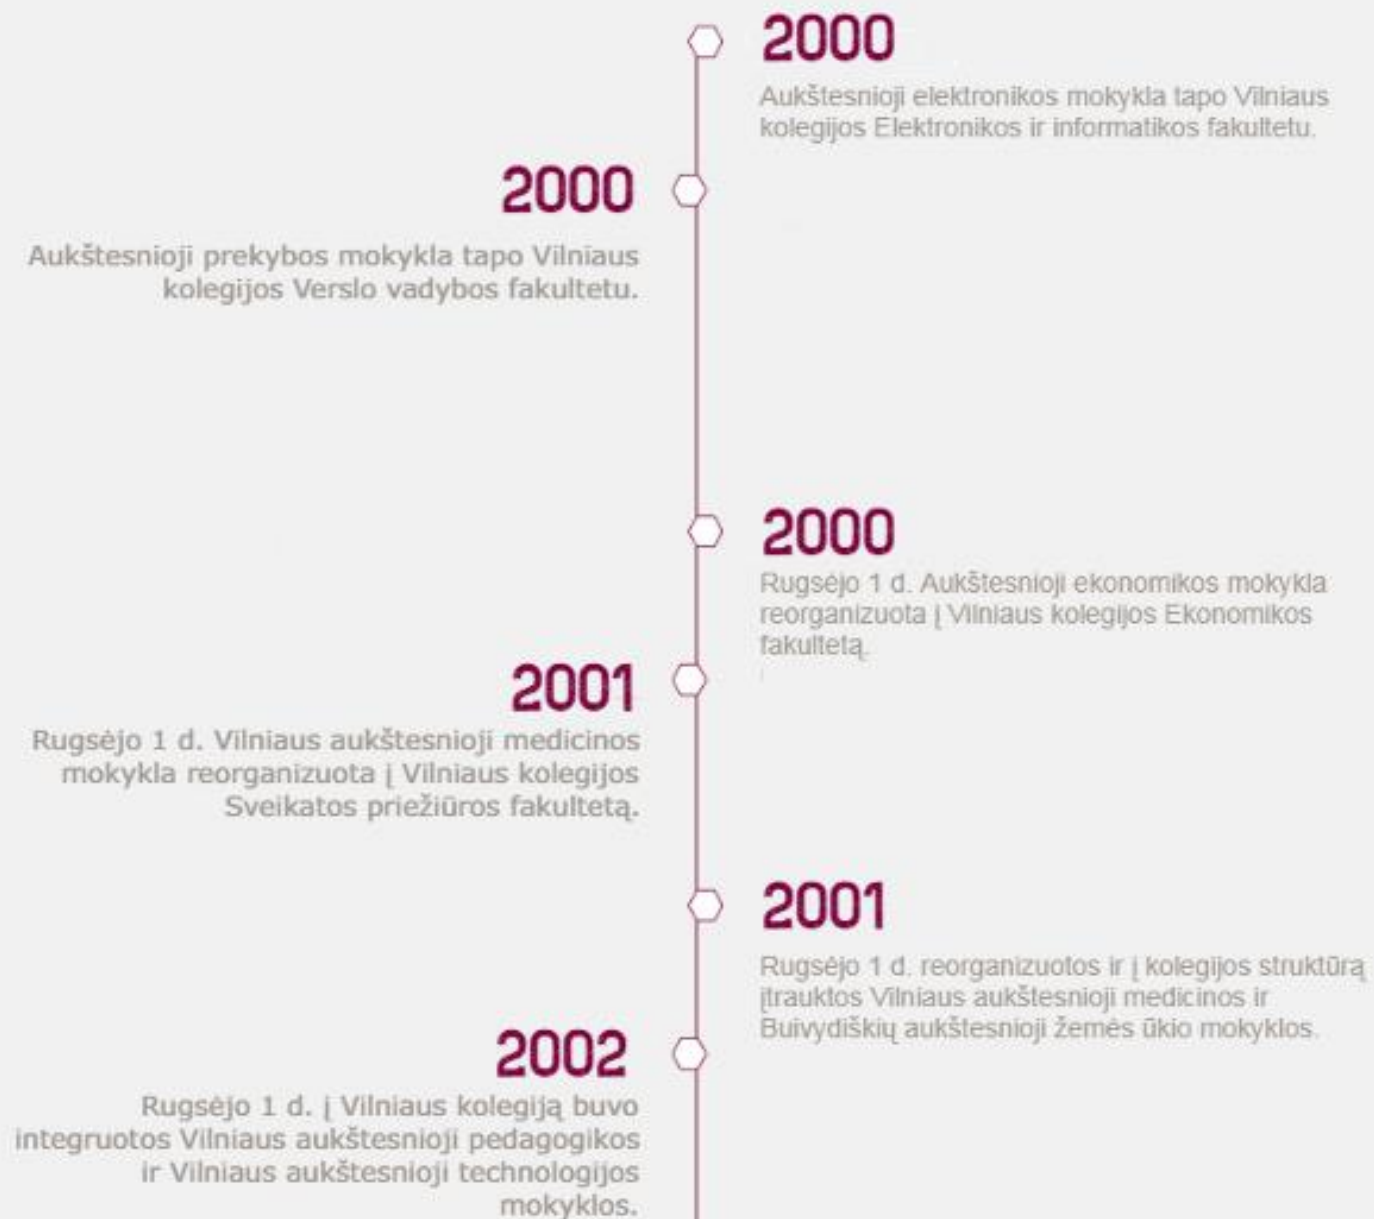 2000
Aukštesnioji elektronikos mokykla tapo Vilniaus
kolegijos Elektronikos ir informatikos fakultetu.
2000
Aukštesnioji prekybos mokykla tapo Vilniaus
kolegijos Verslo vadybos fakultetu.
2000
Rugsėjo 1 d. Aukštesnioji ekonomikos mokykla
reorganizuota į Vilniaus kolegijos Ekonomikos
fakultetą.
2001
Rugsėjo 1 d. Vilniaus aukštesnioji medicinos
mokykla reorganizuota į Vilniaus kolegijos
Sveikatos priežiūros fakultetą.
2001
Rugsėjo 1 d. reorganizuotos ir į kolegijos struktūrą
įtrauktos Vilniaus aukštesnioji medicinos ir
Buivydiškių aukštesnioji žemės ūkio mokyklos.
2002
Rugsėjo 1 d. į Vilniaus kolegiją buvo
integruotos Vilniaus aukštesnioji pedagogikos
ir Vilniaus aukštesnioji technologijos
mokyklos.